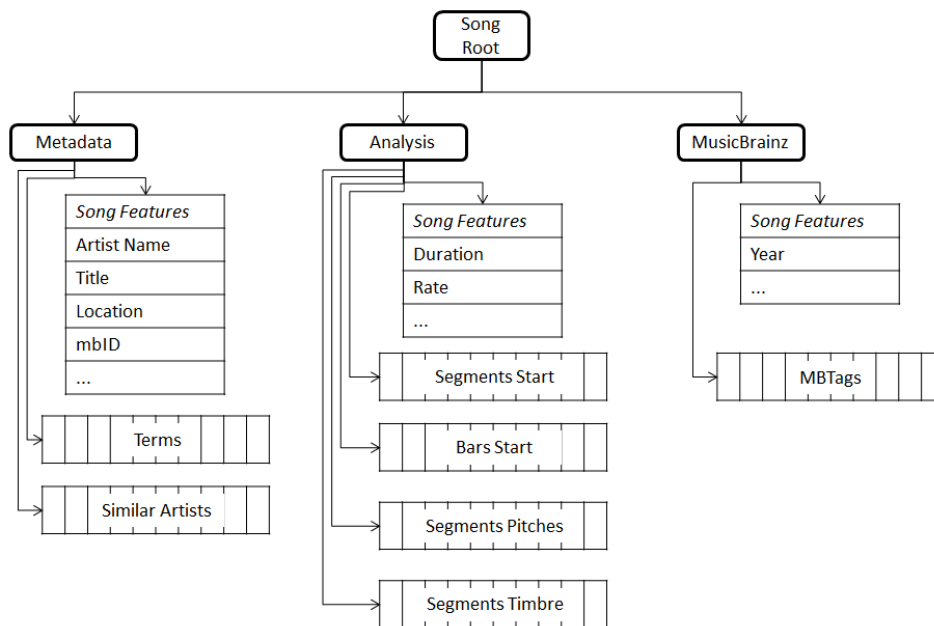 Song
Root
Metadata
Analysis
MusicBrainz
Song Features
Artist Name
Title
Location
mbID
...
Terms
Similar Artists
Song Features
Duration
Rate
...
Segments Start
Bars Start
Segments Pitches
Segments Timbre
Song Features
Year
...
MBTags